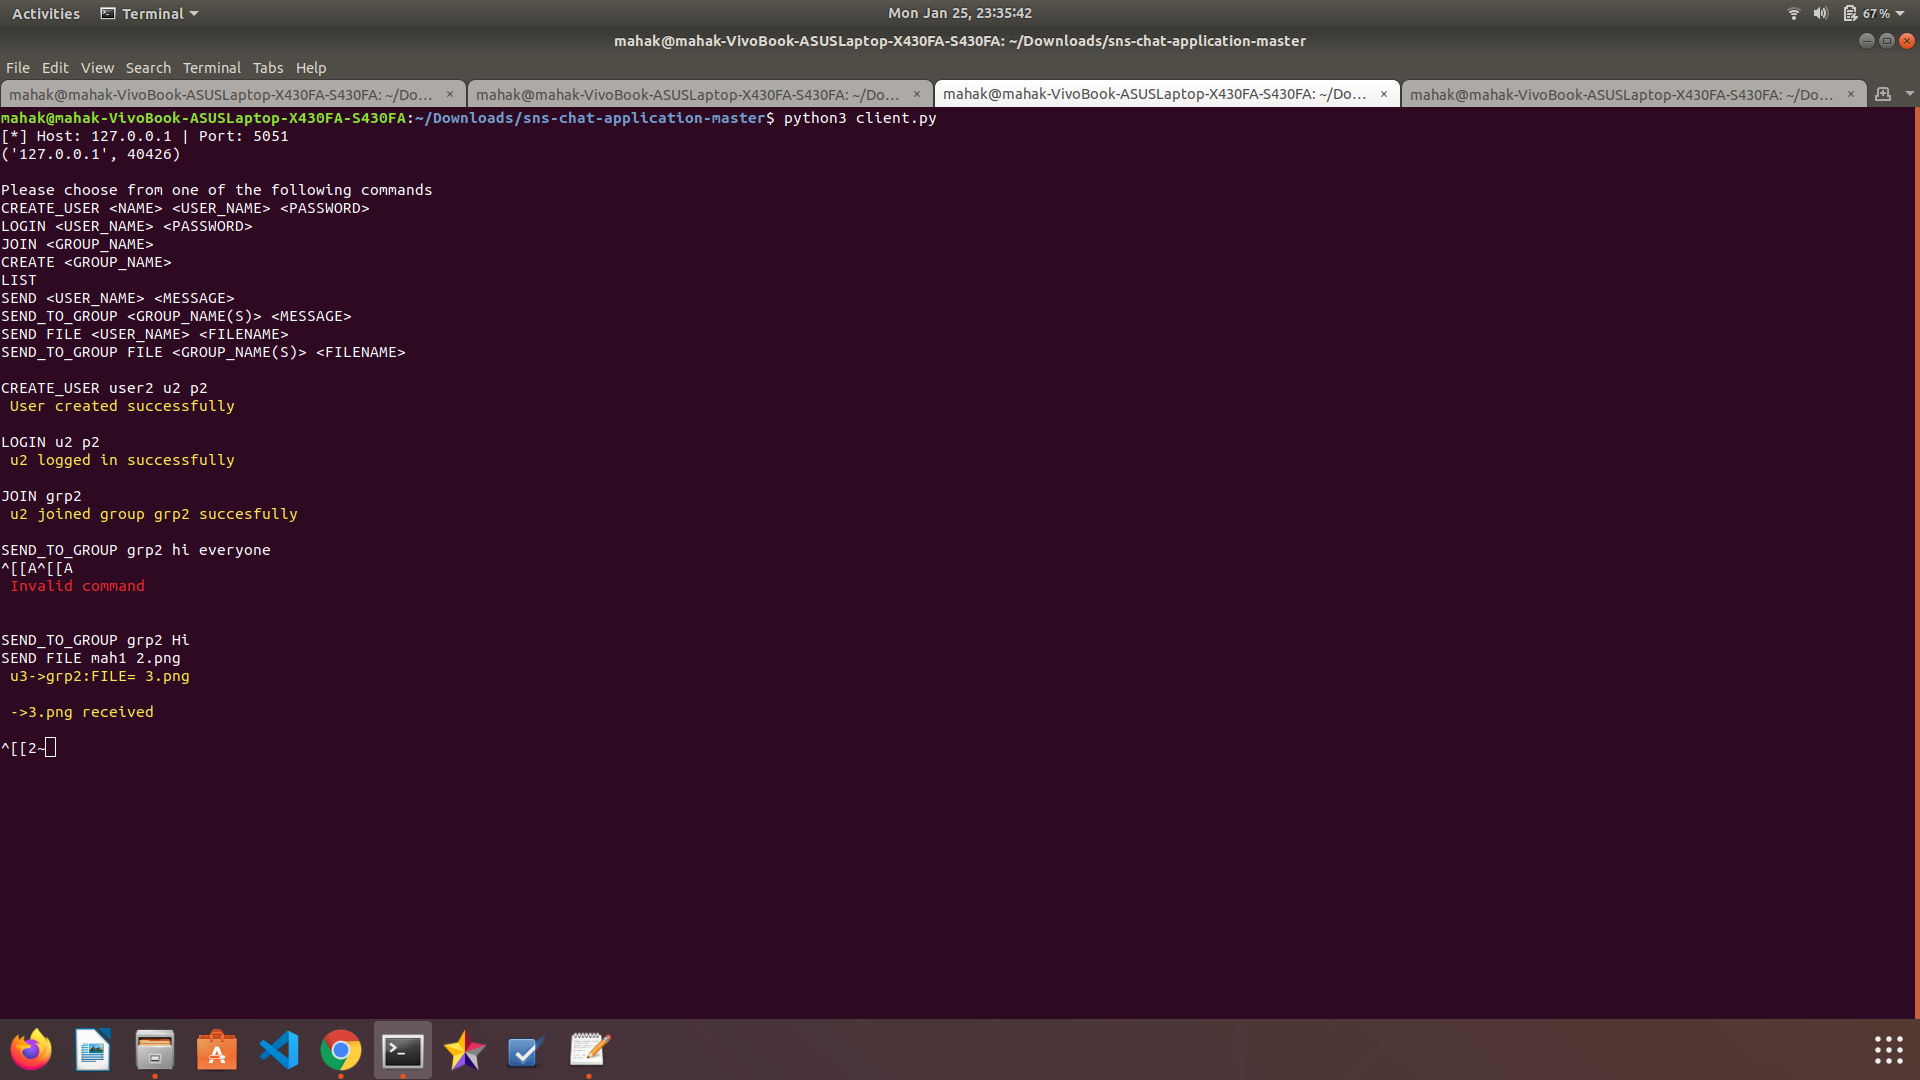 Activities Terminal Mon Jan 25, 23:35:42 67%
mahak@mahak-VivoBook-ASUSLaptop-X430FA-S430FA: ~/Downloads/sns-chat-application-master
File Edit View Search Terminal Tabs Help
mahak@mahak-VivoBook-ASUSLaptop-X430FA-S430FA: ~/Do... × mahak@mahak-VivoBook-ASUSLaptop-X430FA-S430FA: ~/Do... × mahak@mahak-VivoBook-ASUSLaptop-X430FA-S430FA: ~/Do... × mahak@mahak-VivoBook-ASUSLaptop-X430FA-S430FA: ~/Do... ×
mahak@mahak-VivoBook-ASUSLaptop-X430FA-S430FA:~/Downloads/sns-chat-application-master$ python3 client.py
[*] Host: 127.0.0.1 | Port: 5051
('127.0.0.1', 40426)
Please choose from one of the following commands
CREATE_USER <NAME> <USER_NAME> <PASSWORD>
LOGIN <USER_NAME> <PASSWORD>
JOIN <GROUP_NAME>
CREATE <GROUP_NAME>
LIST
SEND <USER_NAME> <MESSAGE>
SEND_TO_GROUP <GROUP_NAME(S)> <MESSAGE>
SEND FILE <USER_NAME> <FILENAME>
SEND_TO_GROUP FILE <GROUP_NAME(S)> <FILENAME>
CREATE_USER user2 u2 p2
User created successfully
LOGIN u2 p2
u2 logged in successfully
JOIN grp2
u2 joined group grp2 succesfully
SEND_TO_GROUP grp2 hi everyone
^[[A^[[A
Invalid command
SEND_TO_GROUP grp2 Hi
SEND FILE mah1 2.png
u3->grp2:FILE= 3.png
->3.png received
^[[2~